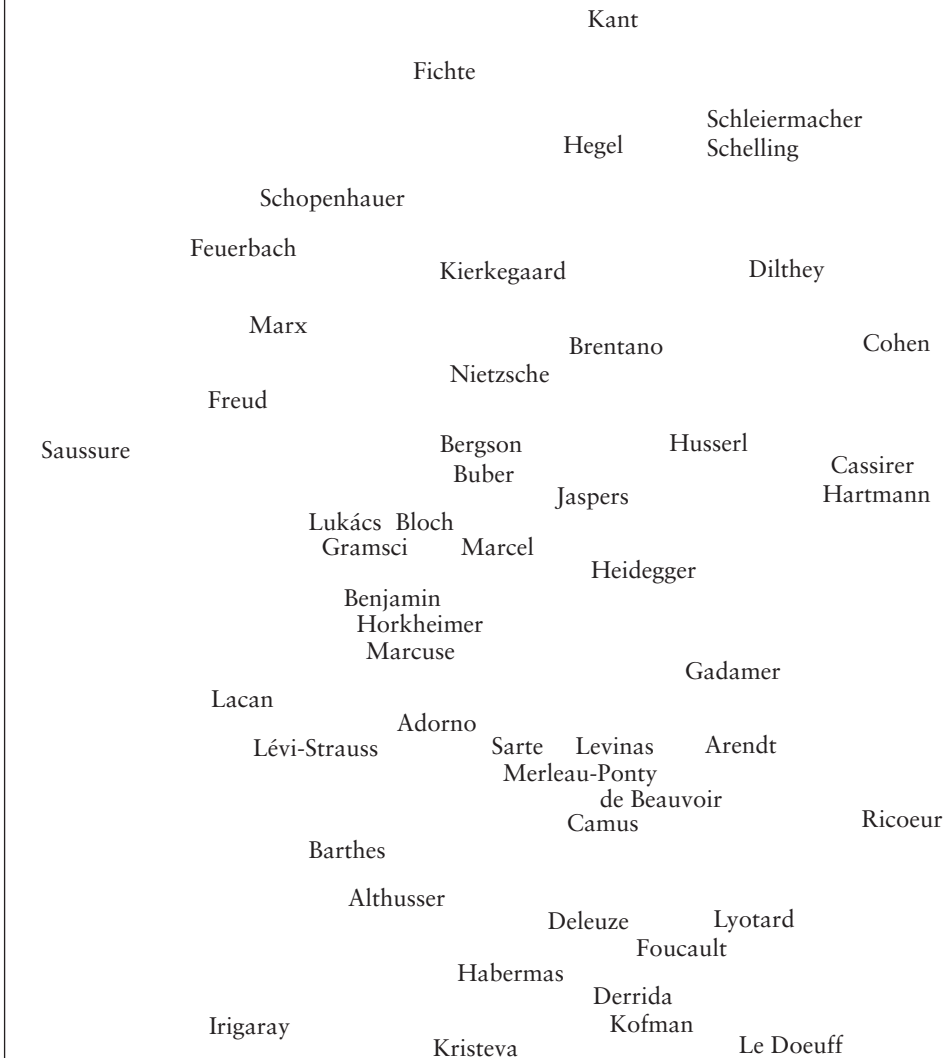 Kant
Fichte
Schleiermacher
Hegel Schelling
Schopenhauer
Feuerbach
Kierkegaard Dilthey
Marx
Brentano Cohen
Nietzsche
Freud
Saussure Bergson Husserl
Buber Cassirer
Jaspers Hartmann
Lukács Bloch
Gramsci Marcel
Heidegger
Benjamin
Horkheimer
Marcuse
Gadamer
Lacan
Adorno
Lévi-Strauss Sarte Levinas Arendt
Merleau-Ponty
de Beauvoir
Camus Ricoeur
Barthes
Althusser
Deleuze Lyotard
Foucault
Habermas
Derrida
Irigaray Kofman
Kristeva Le Doeuff